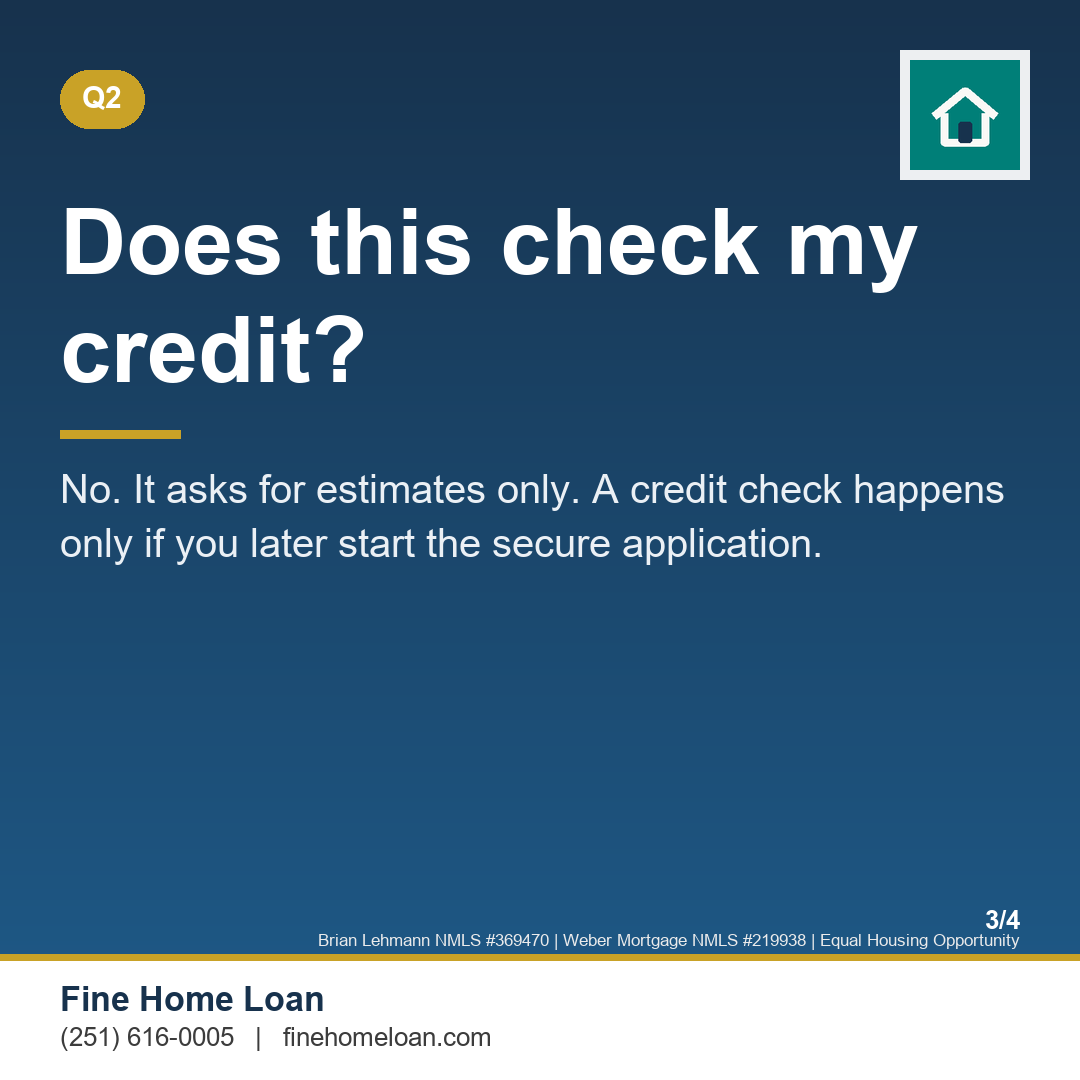 Q2
Does this check my
credit?
No. It asks for estimates only. A credit check happens
only if you later start the secure application.
3/4
Brian Lehmann NMLS #369470 | Weber Mortgage NMLS #219938 | Equal Housing Opportunity
Fine Home Loan
(251) 616-0005 | finehomeloan.com